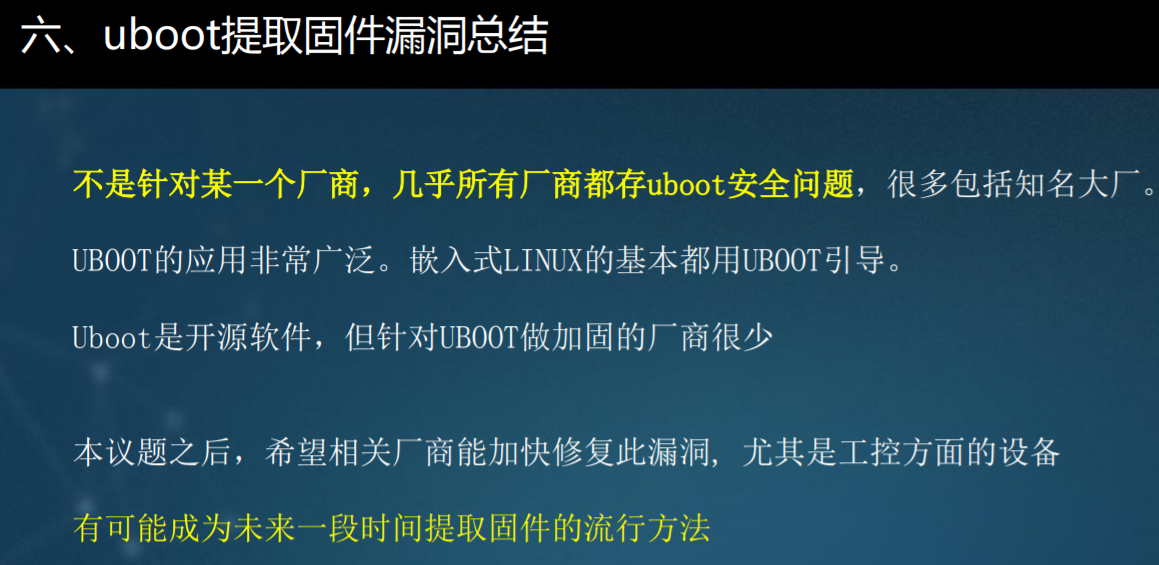 六、uboot提取固件漏洞总结
不是针对某一个厂商，几乎所有厂商都存uboot安全问题，很多包括知名大厂。
UBOOT的应用非常广泛。嵌入式LINUX的基本都用UBOOT引导。
Uboot是开源软件，但针对UBOOT做加固的厂商很少
本议题之后，希望相关厂商能加快修复此漏洞, 尤其是工控方面的设备
有可能成为未来一段时间提取固件的流行方法